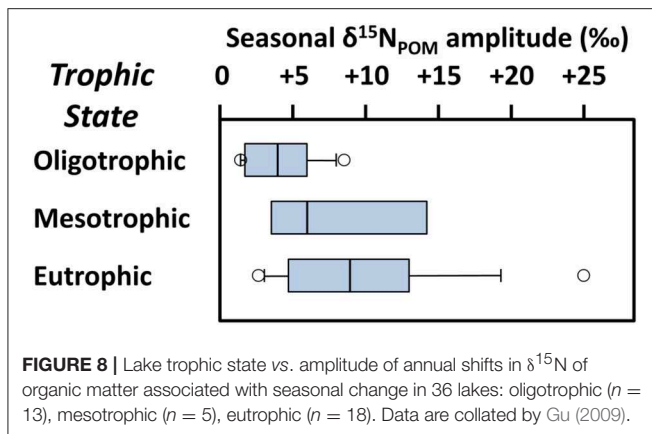 Seasonal δ¹⁵N_POM amplitude (‰)
Trophic State
0 +5 +10 +15 +20 +25
Oligotrophic
Mesotrophic
Eutrophic
FIGURE 8 | Lake trophic state vs. amplitude of annual shifts in δ¹⁵N of
organic matter associated with seasonal change in 36 lakes: oligotrophic (n =
13), mesotrophic (n = 5), eutrophic (n = 18). Data are collated by Gu (2009).